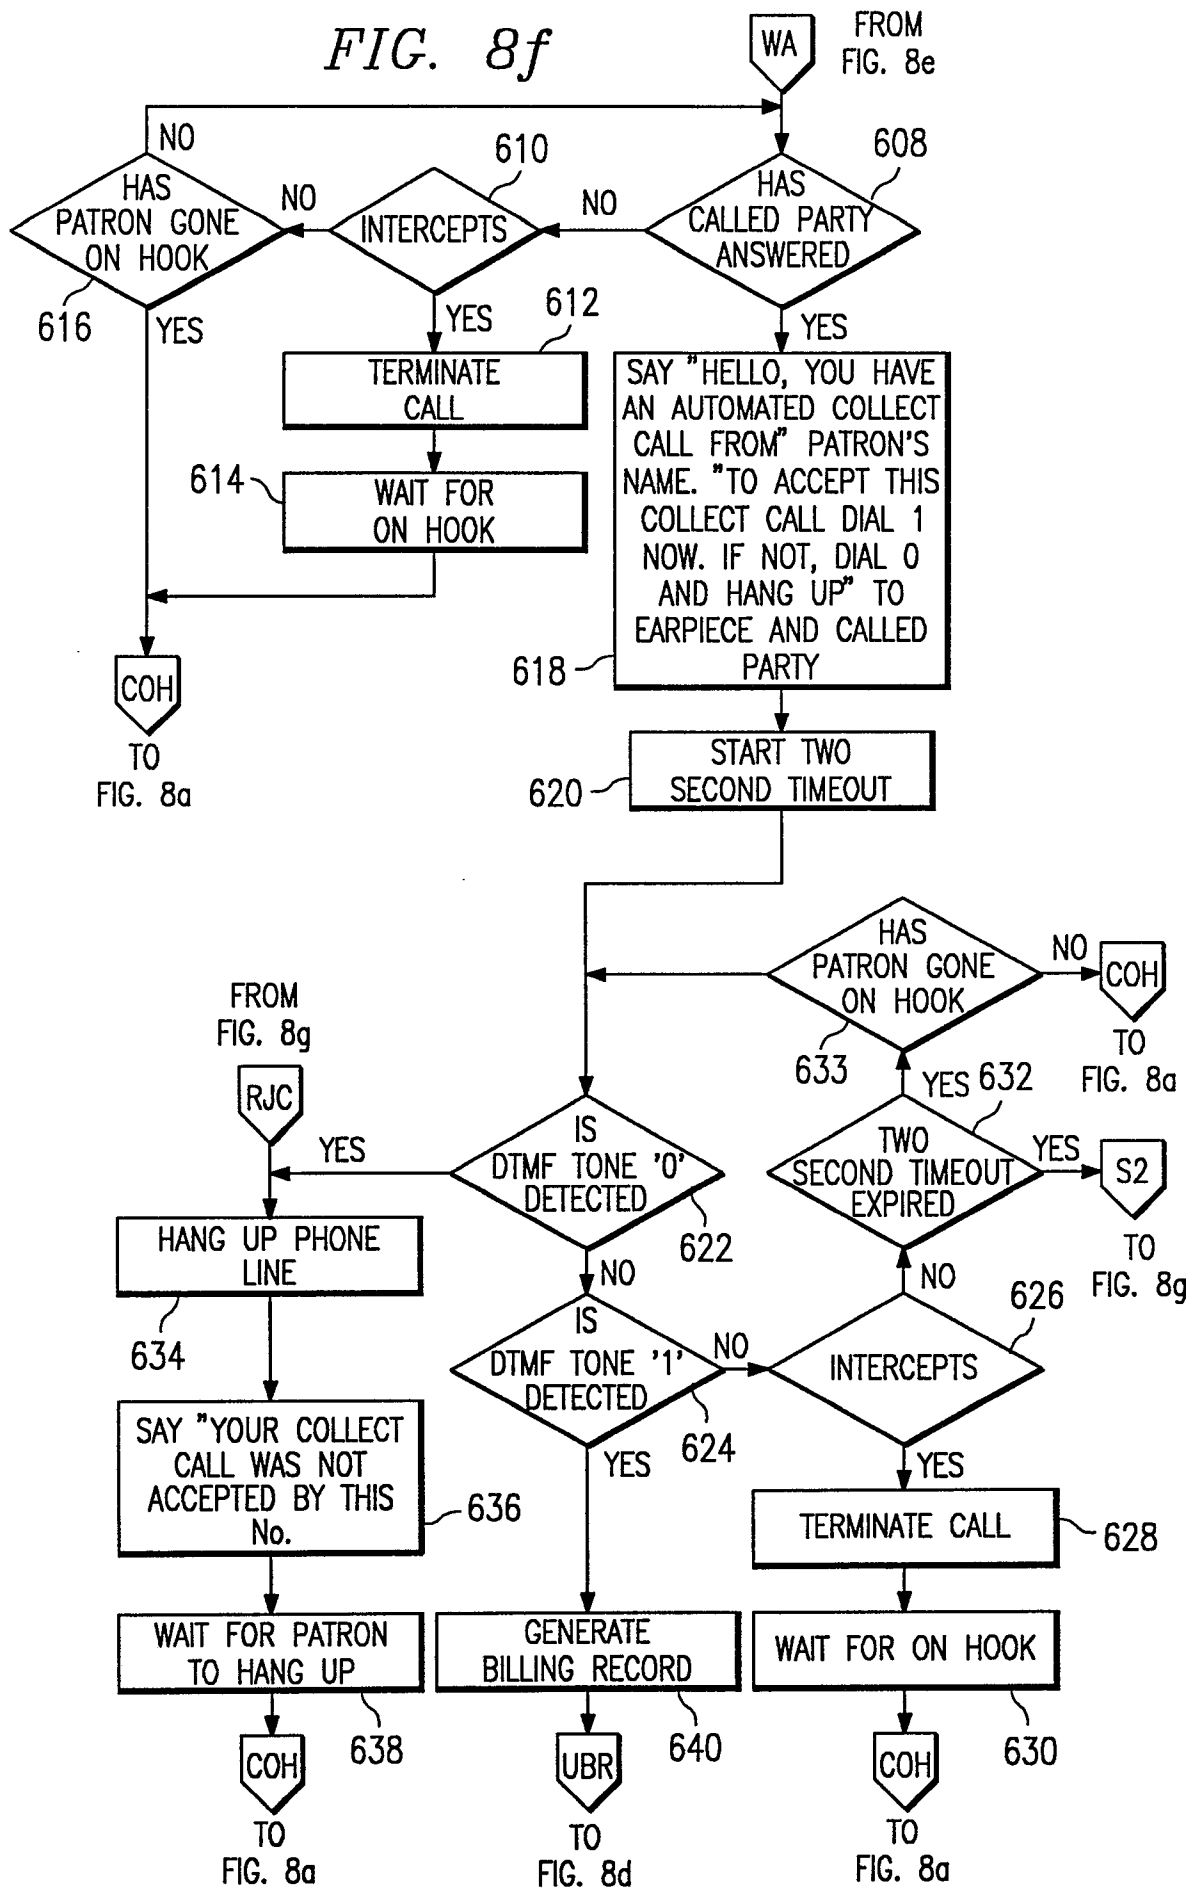 FIG. 8f
WA
FROM
FIG. 8e
NO
HAS
PATRON GONE
ON HOOK
616
YES
NO
610
INTERCEPTS
YES
NO
608
HAS
CALLED PARTY
ANSWERED
YES
612
TERMINATE
CALL
614
WAIT FOR
ON HOOK
COH
TO
FIG. 8a
SAY "HELLO, YOU HAVE
AN AUTOMATED COLLECT
CALL FROM" PATRON'S
NAME. "TO ACCEPT THIS
COLLECT CALL DIAL 1
NOW. IF NOT, DIAL 0
AND HANG UP" TO
EARPIECE AND CALLED
PARTY
618
START TWO
SECOND TIMEOUT
620
HAS
PATRON GONE
ON HOOK
633
NO
COH
TO
FIG. 8a
YES
632
TWO
SECOND TIMEOUT
EXPIRED
YES
S2
TO
FIG. 8g
FROM
FIG. 8g
RJC
YES
IS
DTMF TONE '0'
DETECTED
622
NO
HANG UP PHONE
LINE
634
IS
DTMF TONE '1'
DETECTED
624
NO
YES
NO
626
INTERCEPTS
YES
SAY "YOUR COLLECT
CALL WAS NOT
ACCEPTED BY THIS
No.
636
TERMINATE CALL
628
WAIT FOR PATRON
TO HANG UP
638
GENERATE
BILLING RECORD
640
WAIT FOR ON HOOK
630
COH
TO
FIG. 8a
UBR
TO
FIG. 8d
COH
TO
FIG. 8a